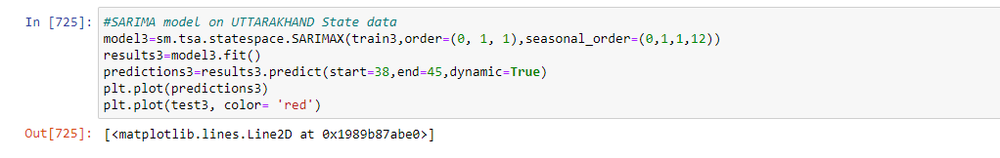 In [725]: #SARIMA model on UTTARAKHAND State data
model3=sm.tsa.statespace.SARIMAX(train3,order=(0, 1, 1),seasonal_order=(0,1,1,12))
results3=model3.fit()
predictions3=results3.predict(start=38,end=45,dynamic=True)
plt.plot(predictions3)
plt.plot(test3, color= 'red')
Out[725]: [<matplotlib.lines.Line2D at 0x1989b87abe0>]